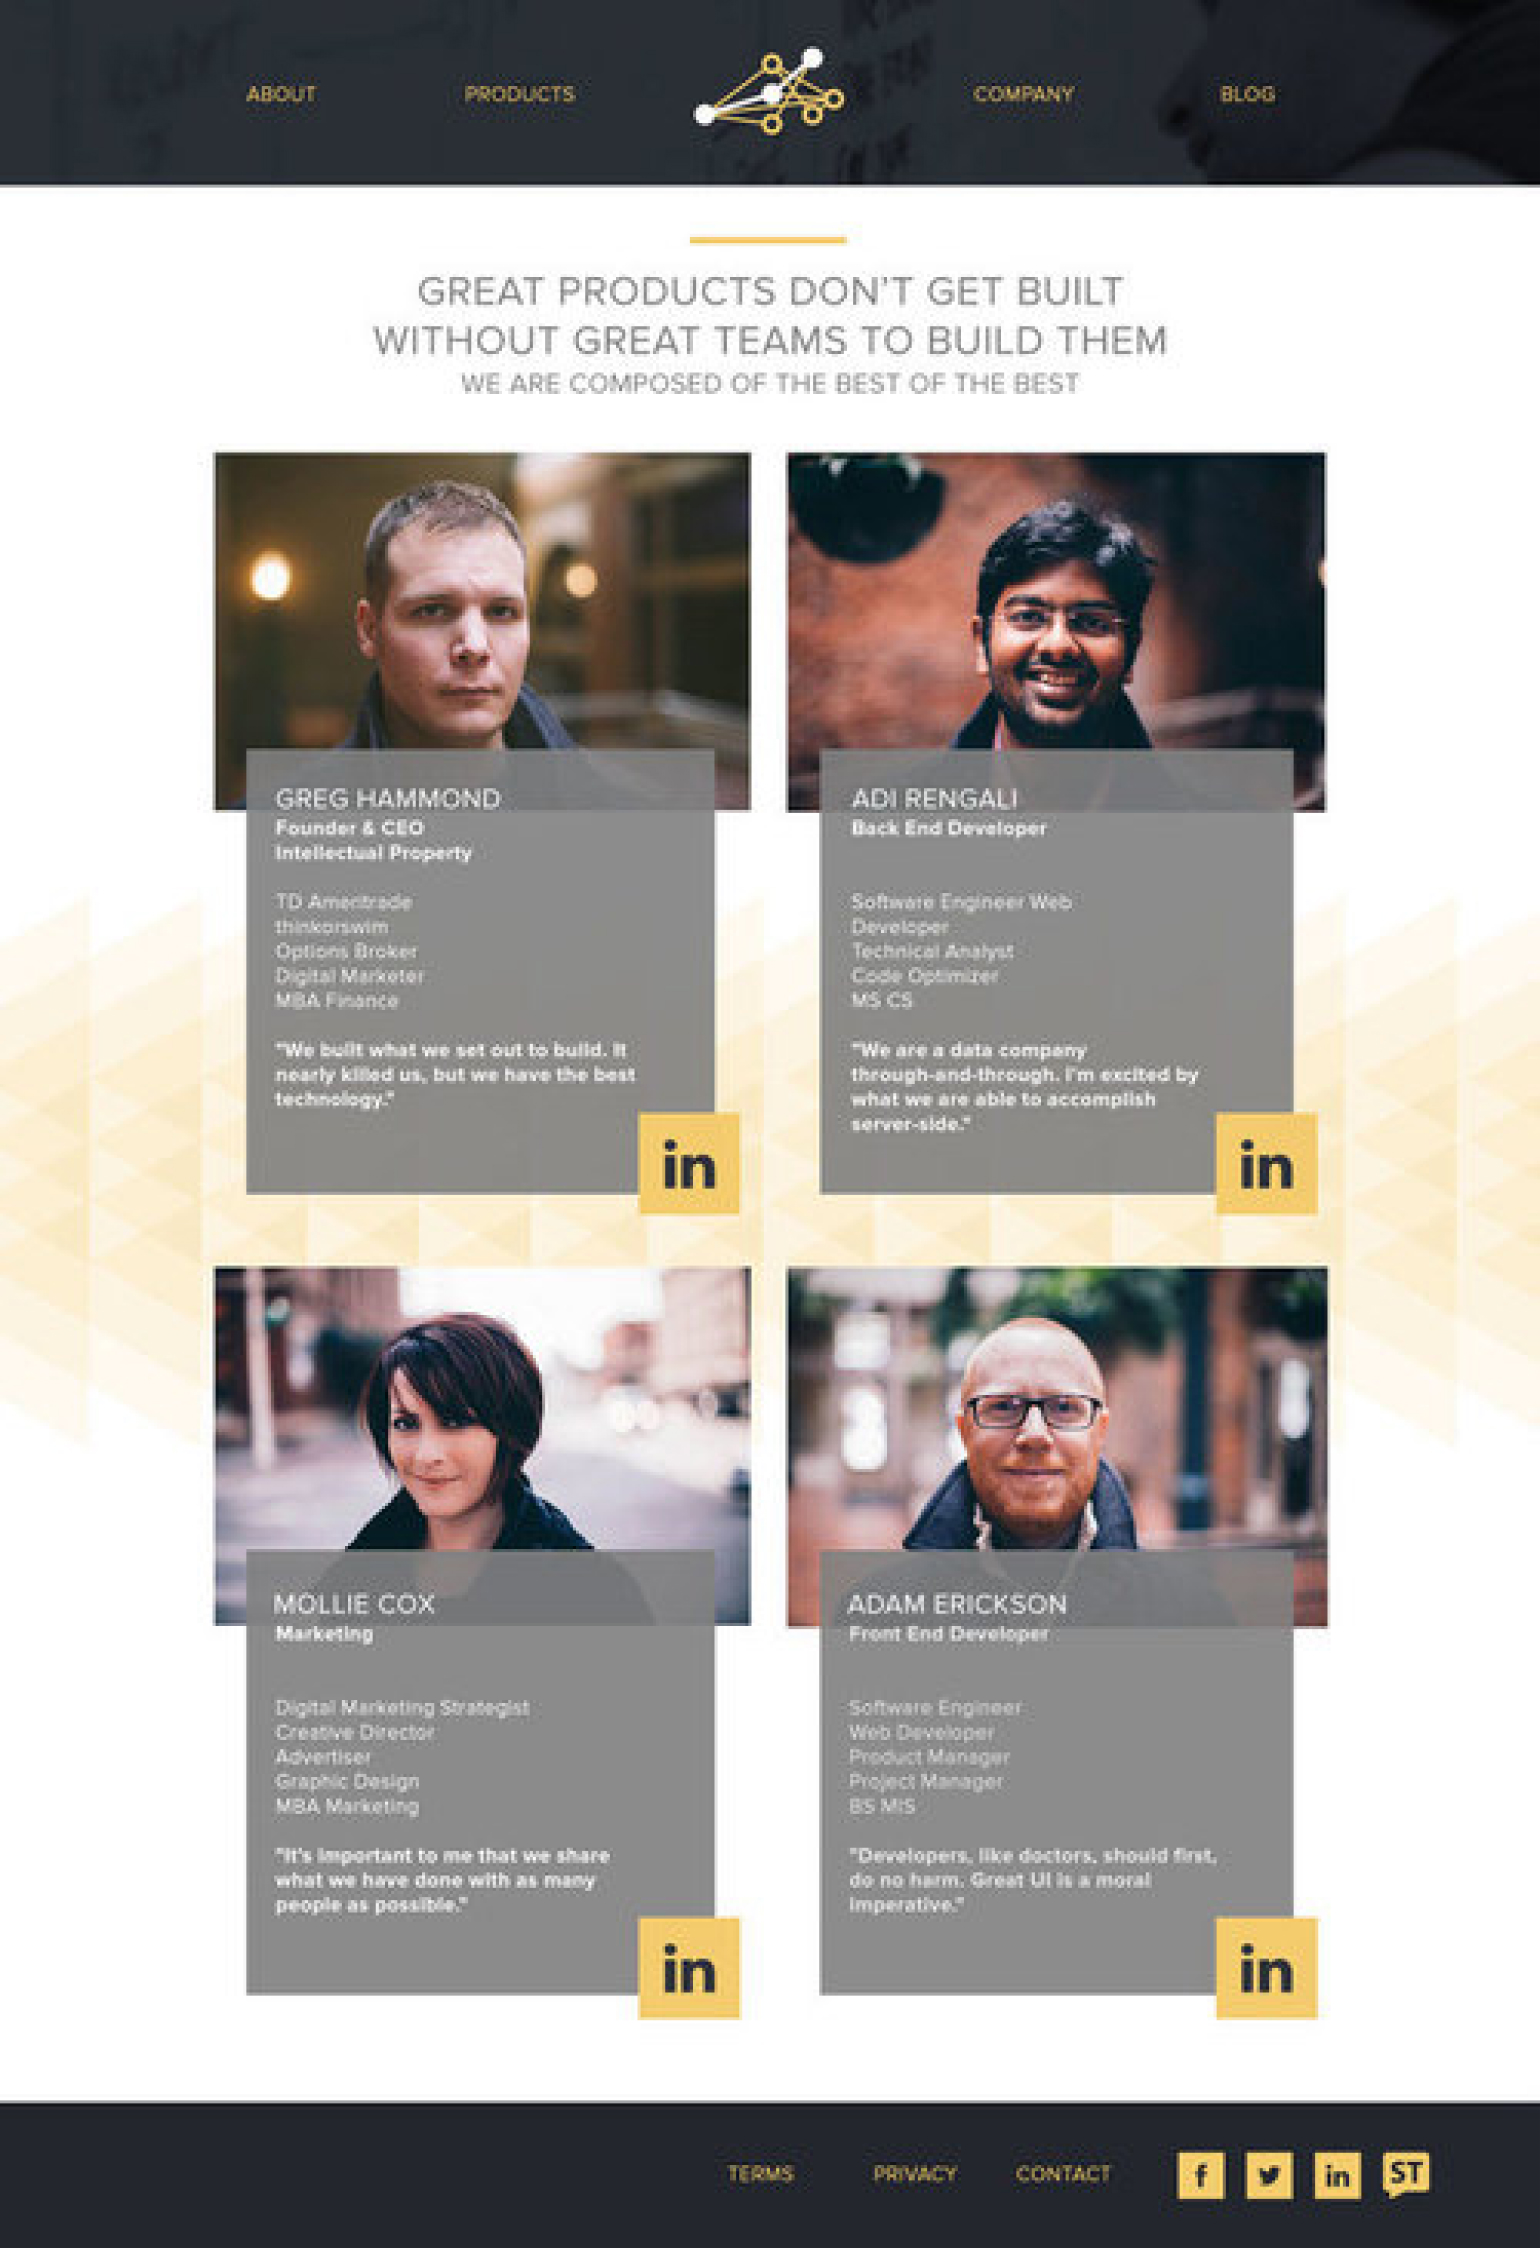 ABOUT
PRODUCTS
COMPANY
BLOG
GREAT PRODUCTS DON'T GET BUILT
WITHOUT GREAT TEAMS TO BUILD THEM
WE ARE COMPOSED OF THE BEST OF THE BEST
GREG HAMMOND
Founder & CEO
Intellectual Property
TD Ameritrade
thinkorswim
Options Broker
Digital Marketer
MBA Finance
"We built what we set out to build. It
nearly killed us, but we have the best
technology."
in
ADI RENGALI
Back End Developer
Software Engineer Web
Developer
Technical Analyst
Code Optimizer
MS CS
"We are a data company
through-and-through. I'm excited by
what we are able to accomplish
server-side."
in
MOLLIE COX
Marketing
Digital Marketing Strategist
Creative Director
Advertiser
Graphic Design
MBA Marketing
"It's important to me that we share
what we have done with as many
people as possible."
in
ADAM ERICKSON
Front End Developer
Software Engineer
Web Developer
Product Manager
Project Manager
BS MIS
"Developers, like doctors, should first,
do no harm. Great UI is a moral
imperative."
in
TERMS
PRIVACY
CONTACT
f
in
ST